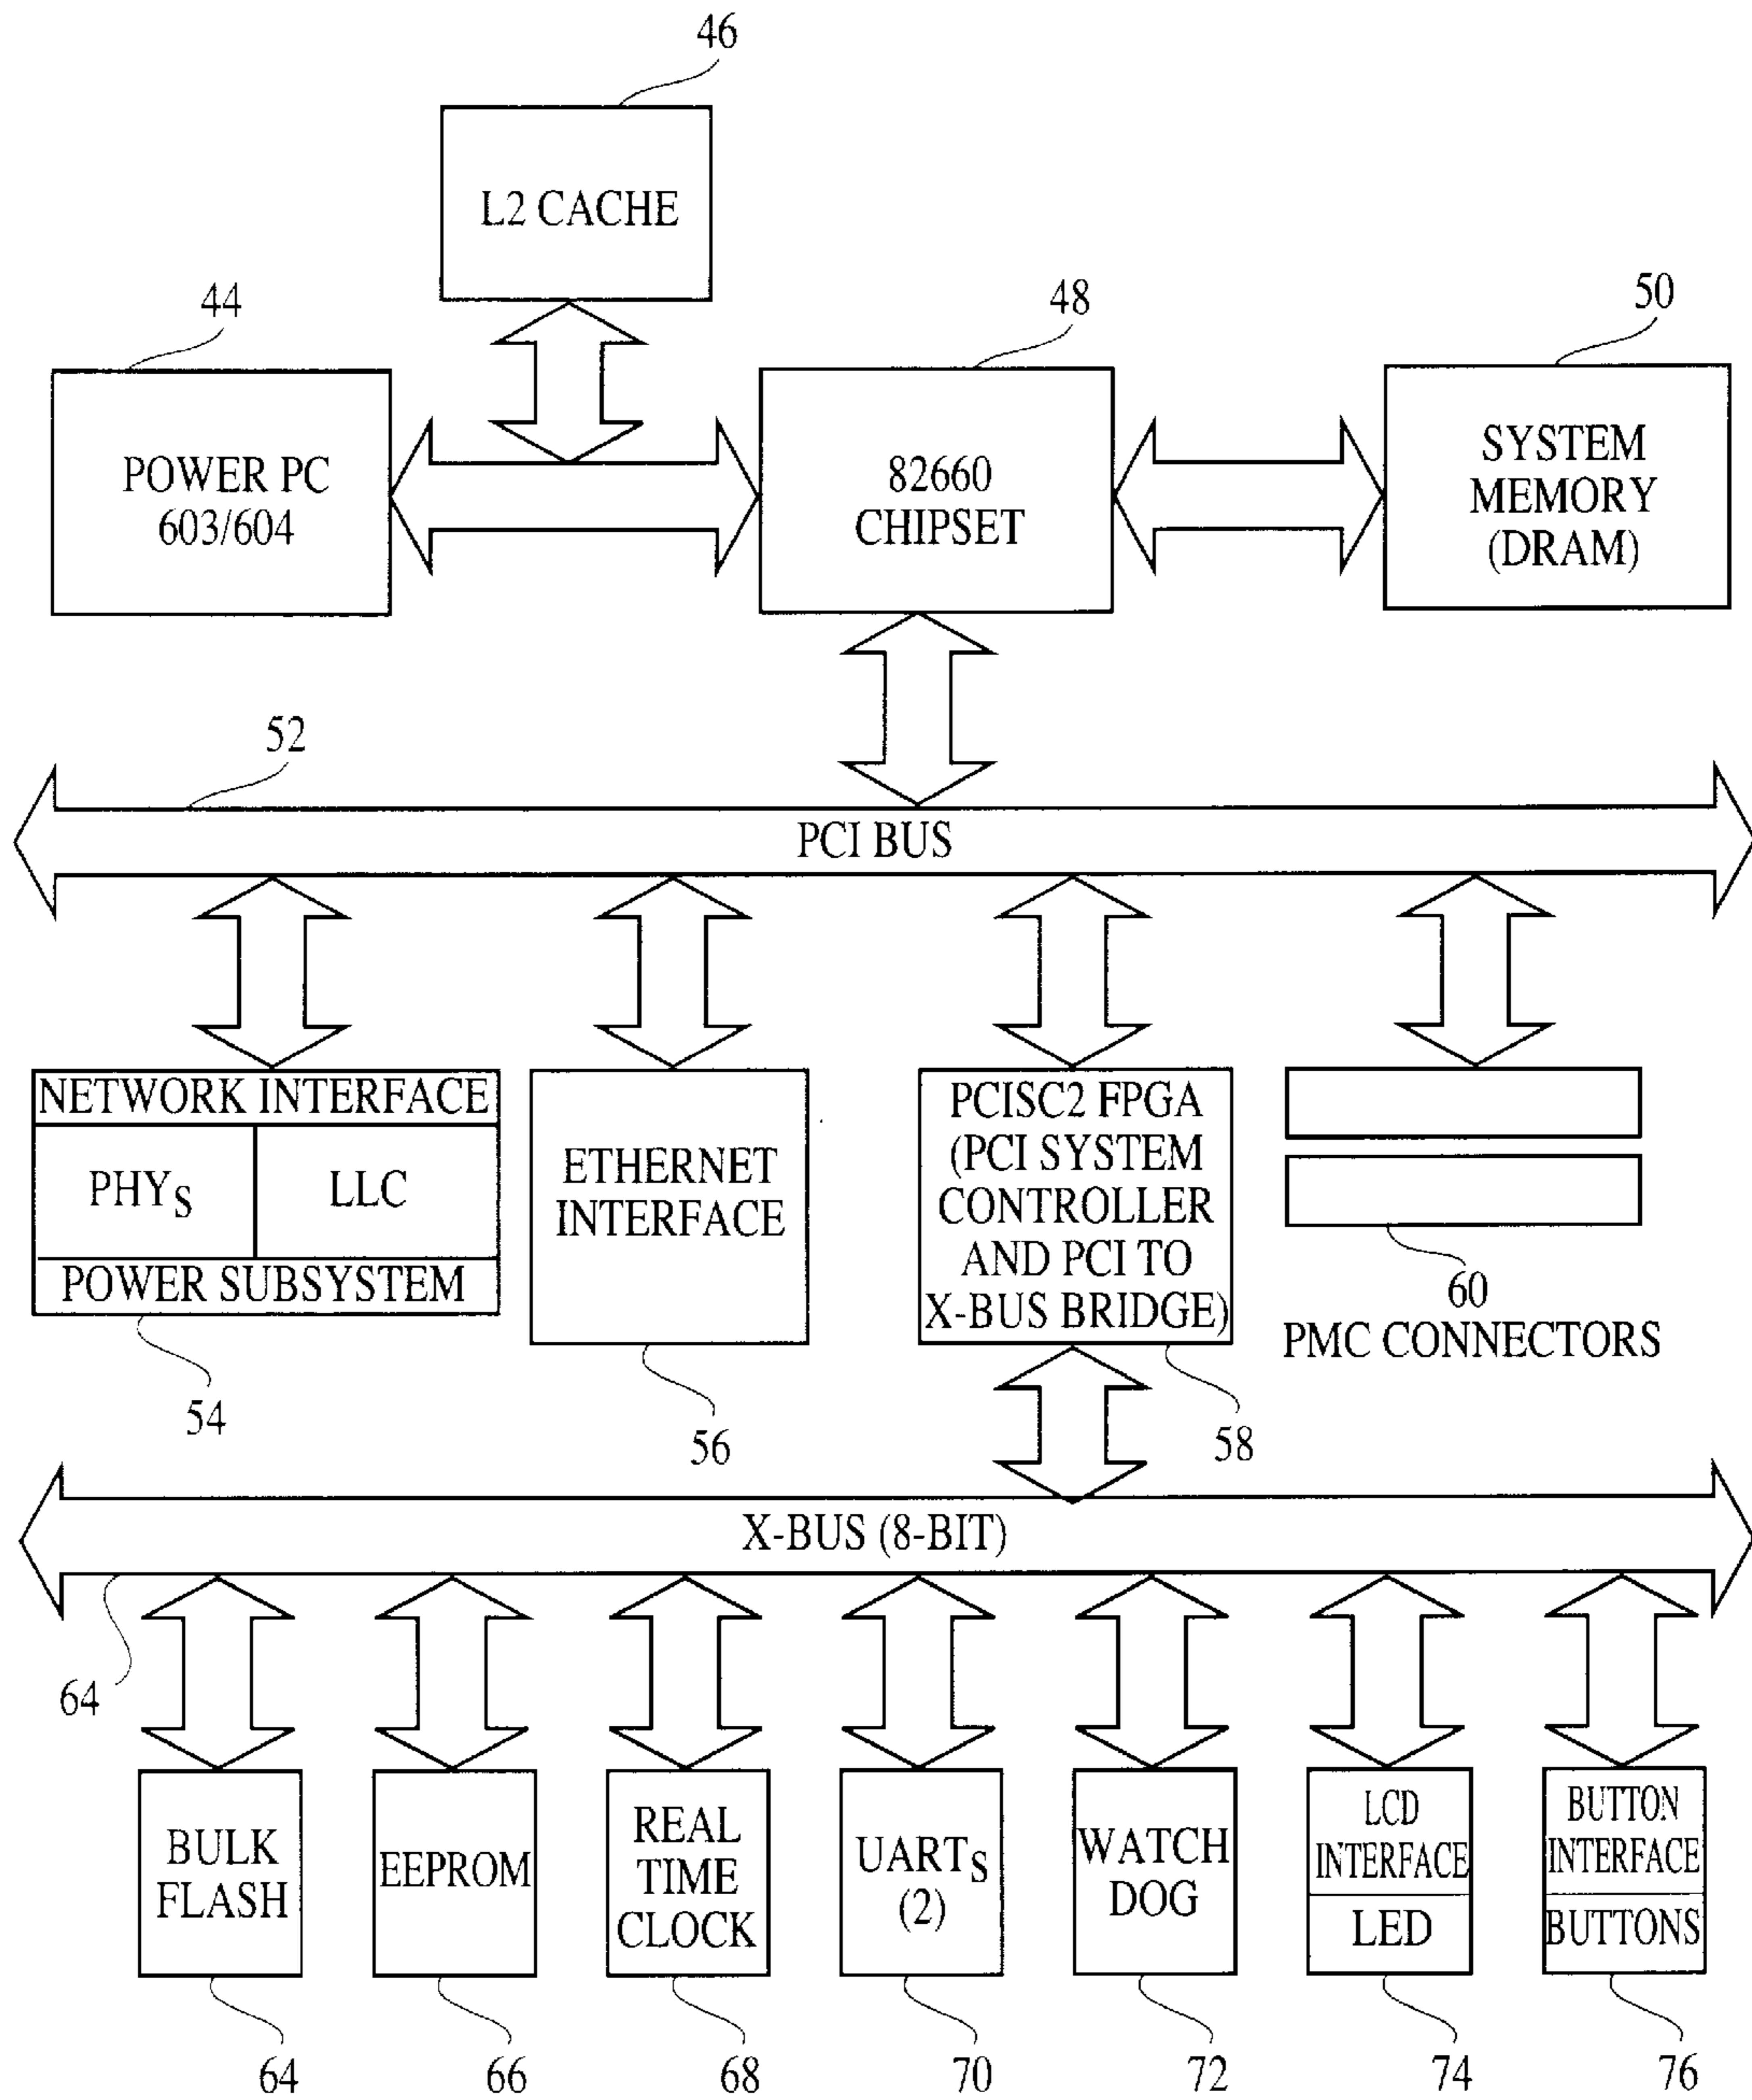 46
L2 CACHE
44
48
50
POWER PC
603/604
82660
CHIPSET
SYSTEM
MEMORY
(DRAM)
52
PCI BUS
NETWORK INTERFACE
PHYS
LLC
POWER SUBSYSTEM
54
ETHERNET
INTERFACE
56
PCISC2 FPGA
(PCI SYSTEM
CONTROLLER
AND PCI TO
X-BUS BRIDGE)
58
60
PMC CONNECTORS
X-BUS (8-BIT)
64
BULK
FLASH
EEPROM
REAL
TIME
CLOCK
UARTS
(2)
WATCH
DOG
LCD
INTERFACE
LED
BUTTON
INTERFACE
BUTTONS
64
66
68
70
72
74
76